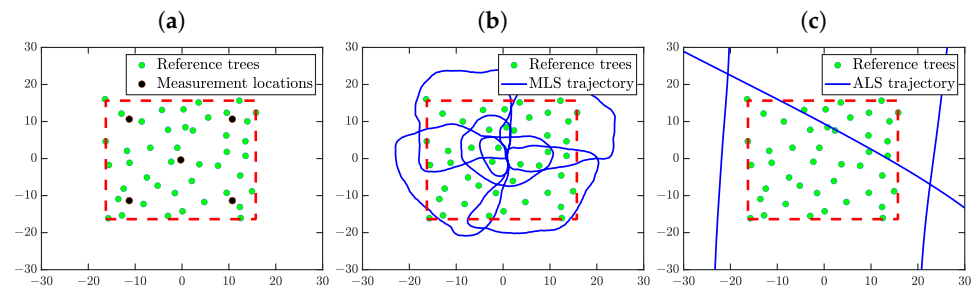 (a) (b) (c)
30 30 30
Reference trees Reference trees Reference trees
Measurement locations MLS trajectory ALS trajectory
20 20 20
10 10 10
0 0 0
−10 −10 −10
−20 −20 −20
−30 −30 −30
−30 −20 −10 0 10 20 30 −30 −20 −10 0 10 20 30 −30 −20 −10 0 10 20 30